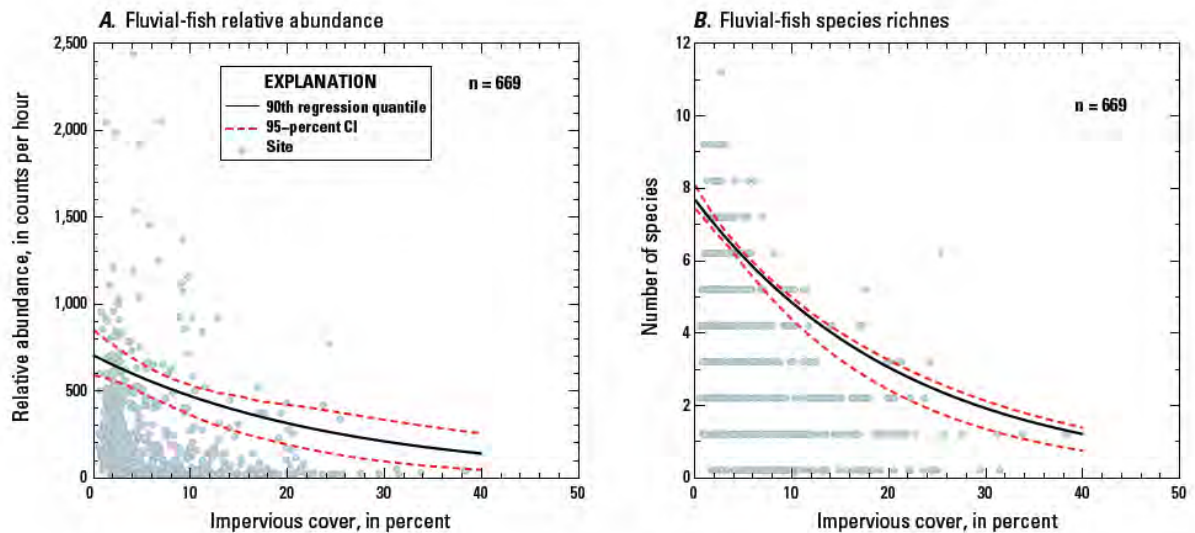 A. Fluvial-fish relative abundance
2,500
2,000
1,500
1,000
500
0
Relative abundance, in counts per hour
EXPLANATION
90th regression quantile
95–percent CI
Site
n = 669
0 10 20 30 40 50
Impervious cover, in percent
B. Fluvial-fish species richnes
12
10
8
6
4
2
0
Number of species
n = 669
0 10 20 30 40 50
Impervious cover, in percent